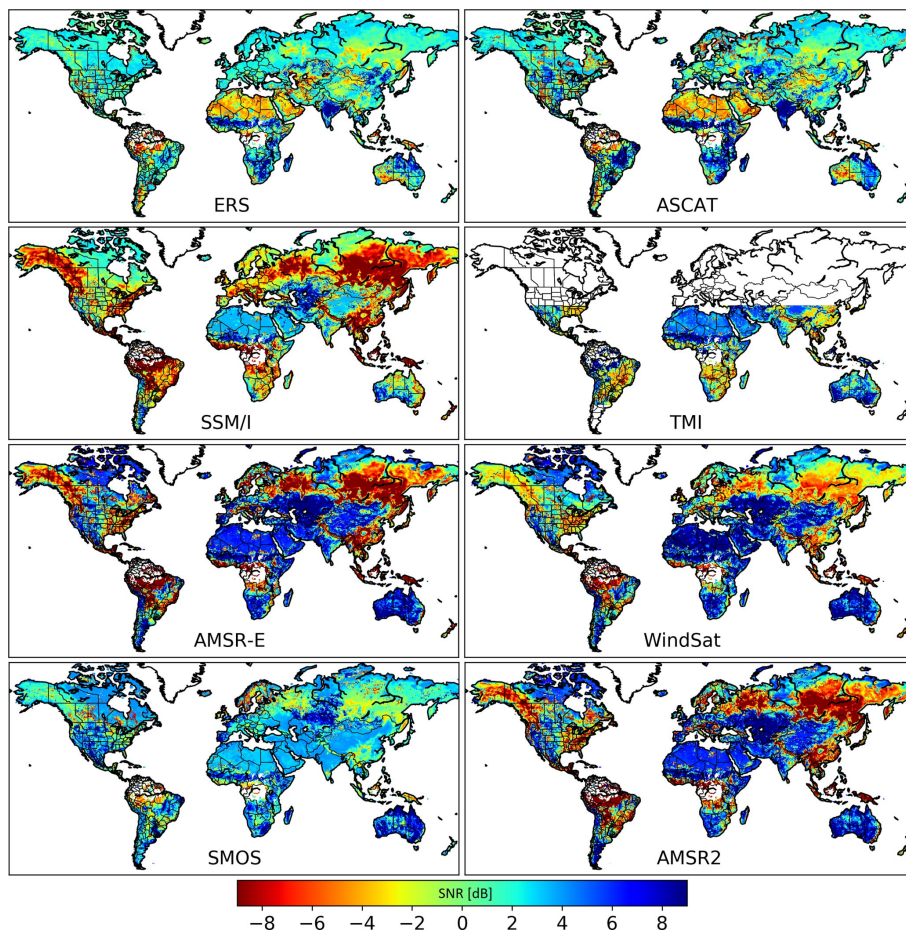 ERS
ASCAT
SSM/I
TMI
AMSR-E
WindSat
SMOS
AMSR2
SNR [dB]
−8 −6 −4 −2 0 2 4 6 8